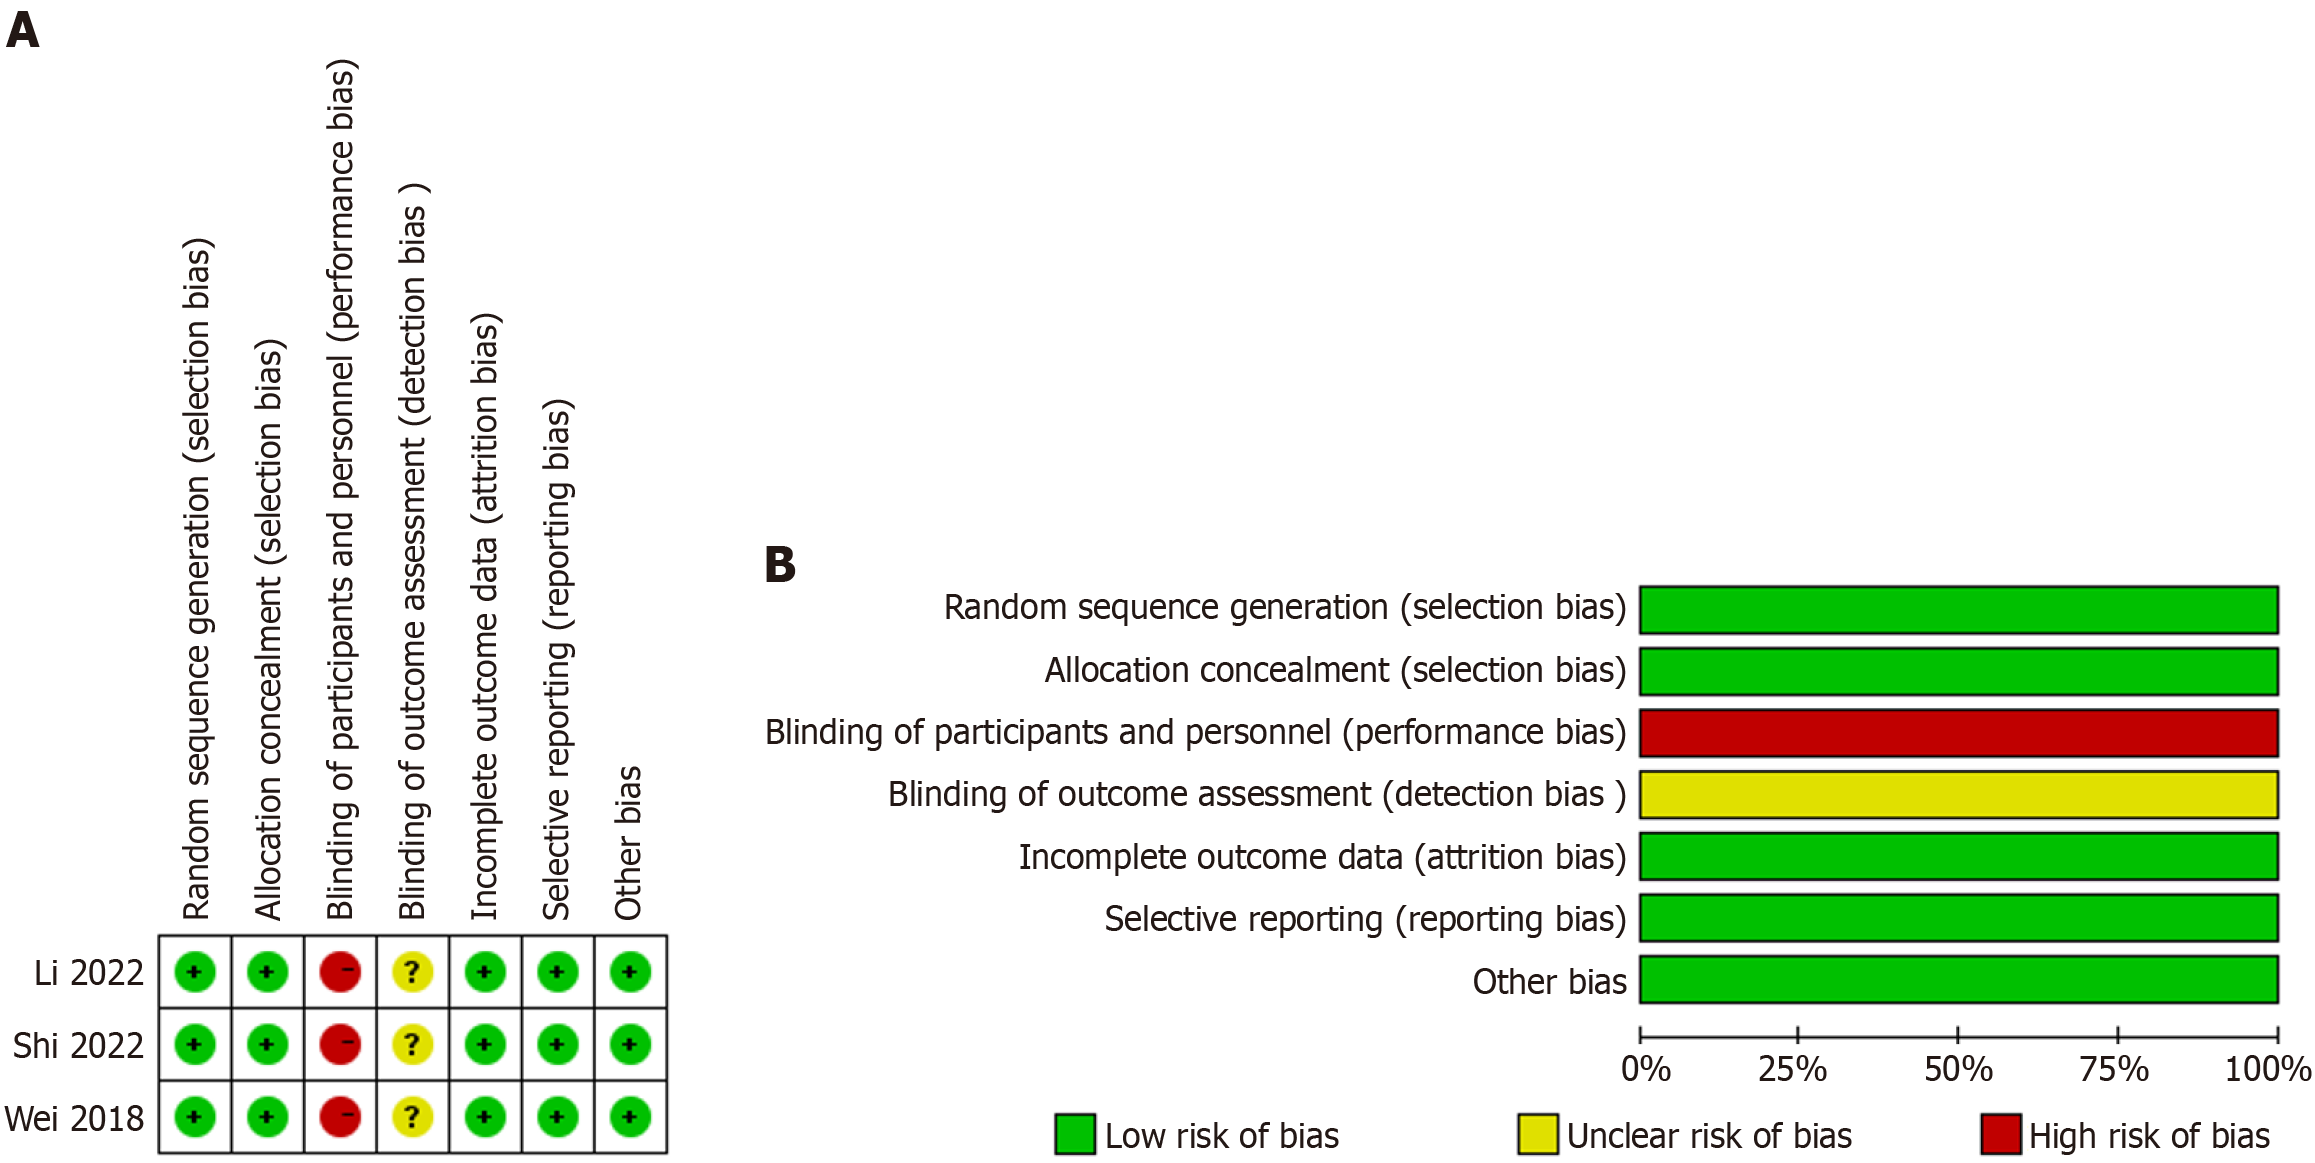 A
Random sequence generation (selection bias)
Allocation concealment (selection bias)
Blinding of participants and personnel (performance bias)
Blinding of outcome assessment (detection bias )
Incomplete outcome data (attrition bias)
Selective reporting (reporting bias)
Other bias
Li 2022 + + - ? + + +
Shi 2022 + + - ? + + +
Wei 2018 + + - ? + + +
B
Random sequence generation (selection bias)
Allocation concealment (selection bias)
Blinding of participants and personnel (performance bias)
Blinding of outcome assessment (detection bias )
Incomplete outcome data (attrition bias)
Selective reporting (reporting bias)
Other bias
0% 25% 50% 75% 100%
Low risk of bias Unclear risk of bias High risk of bias